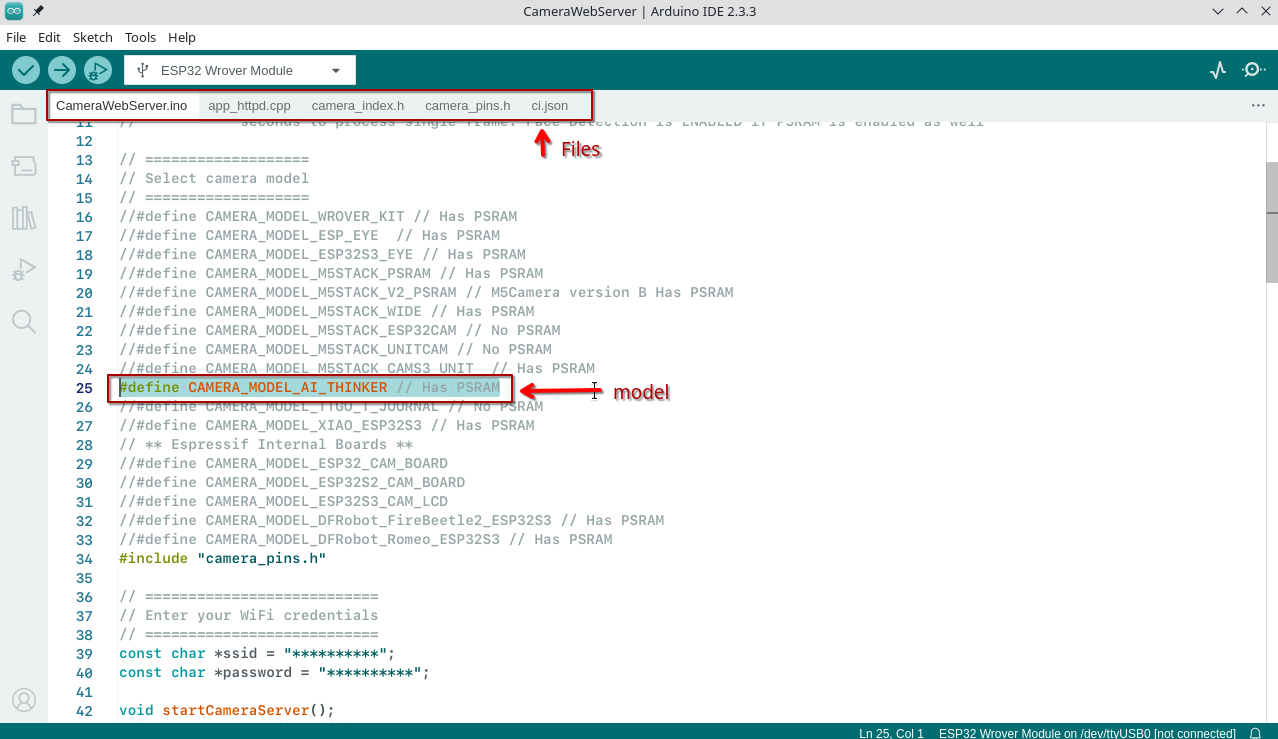 CameraWebServer | Arduino IDE 2.3.3
File Edit Sketch Tools Help
ESP32 Wrover Module
CameraWebServer.ino app_httpd.cpp camera_index.h camera_pins.h ci.json
11 // seconds to process single frame. Face Detection is ENABLED if PSRAM is enabled as well
12
Files
13 // ===================
14 // Select camera model
15 // ===================
16 //#define CAMERA_MODEL_WROVER_KIT // Has PSRAM
17 //#define CAMERA_MODEL_ESP_EYE  // Has PSRAM
18 //#define CAMERA_MODEL_ESP32S3_EYE // Has PSRAM
19 //#define CAMERA_MODEL_M5STACK_PSRAM // Has PSRAM
20 //#define CAMERA_MODEL_M5STACK_V2_PSRAM // M5Camera version B Has PSRAM
21 //#define CAMERA_MODEL_M5STACK_WIDE // Has PSRAM
22 //#define CAMERA_MODEL_M5STACK_ESP32CAM // No PSRAM
23 //#define CAMERA_MODEL_M5STACK_UNITCAM // No PSRAM
24 //#define CAMERA_MODEL_M5STACK_CAMS3_UNIT  // Has PSRAM
25 #define CAMERA_MODEL_AI_THINKER // Has PSRAM
model
26 //#define CAMERA_MODEL_TTGO_T_JOURNAL // No PSRAM
27 //#define CAMERA_MODEL_XIAO_ESP32S3 // Has PSRAM
28 // ** Espressif Internal Boards **
29 //#define CAMERA_MODEL_ESP32_CAM_BOARD
30 //#define CAMERA_MODEL_ESP32S2_CAM_BOARD
31 //#define CAMERA_MODEL_ESP32S3_CAM_LCD
32 //#define CAMERA_MODEL_DFRobot_FireBeetle2_ESP32S3 // Has PSRAM
33 //#define CAMERA_MODEL_DFRobot_Romeo_ESP32S3 // Has PSRAM
34 #include "camera_pins.h"
35
36 // ===========================
37 // Enter your WiFi credentials
38 // ===========================
39 const char *ssid = "**********";
40 const char *password = "**********";
41
42 void startCameraServer();
Ln 25, Col 1 ESP32 Wrover Module on /dev/ttyUSB0 [not connected]